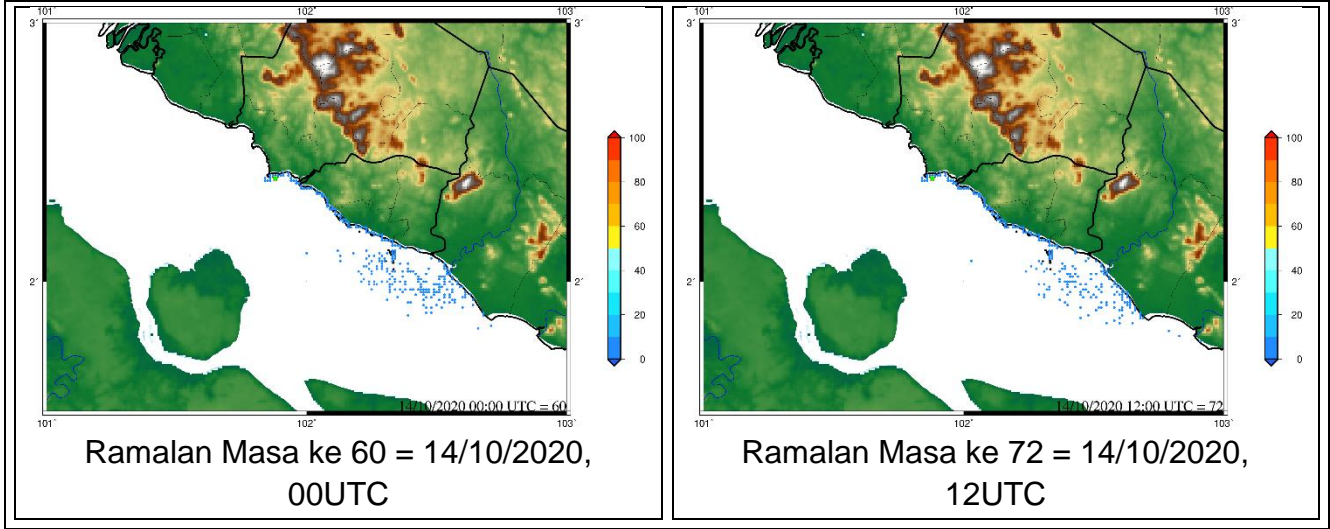 101˚ 102˚ 103˚
3˚ 3˚
100
80
60
40
20
0
2˚ 2˚
14/10/2020 00:00 UTC = 60
101˚ 102˚ 103˚
Ramalan Masa ke 60 = 14/10/2020,
00UTC
101˚ 102˚ 103˚
3˚ 3˚
100
80
60
40
20
0
2˚ 2˚
14/10/2020 12:00 UTC = 72
101˚ 102˚ 103˚
Ramalan Masa ke 72 = 14/10/2020,
12UTC